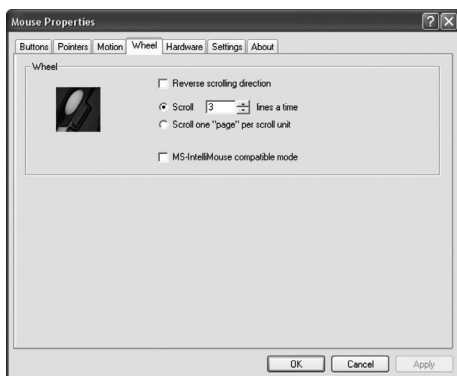 Mouse Properties
Buttons Pointers Motion Wheel Hardware Settings About
Wheel
Reverse scrolling direction
Scroll 3 lines a time
Scroll one "page" per scroll unit
MS-IntelliMouse compatible mode
OK Cancel Apply